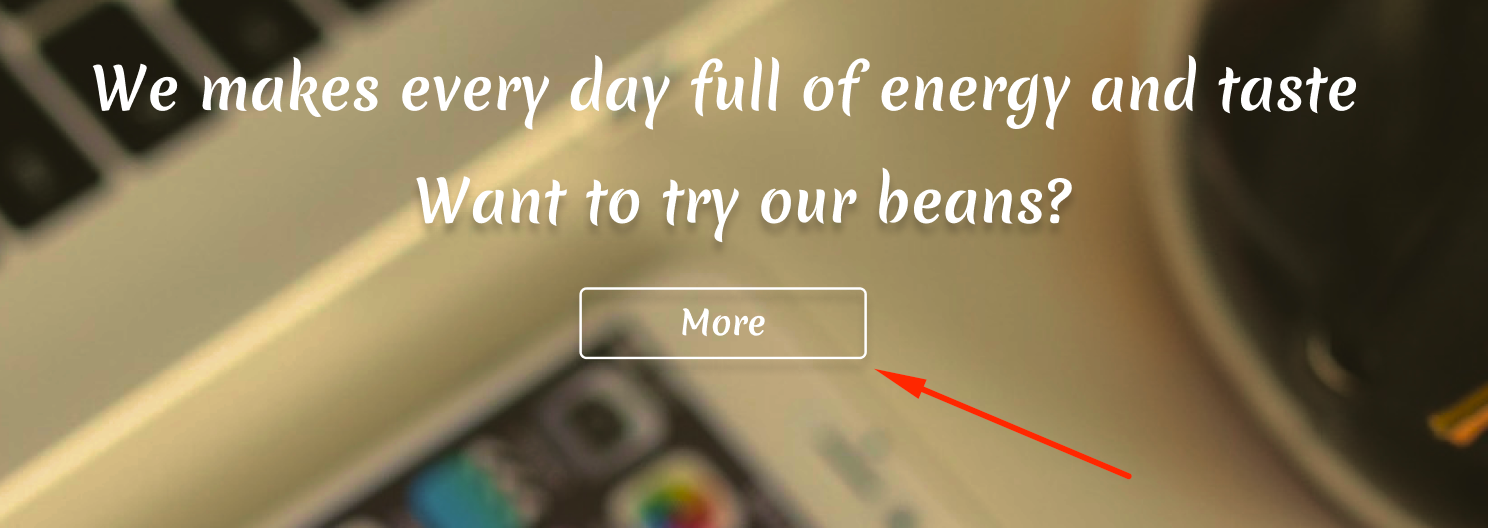 We makes every day full of energy and taste
Want to try our beans?
More